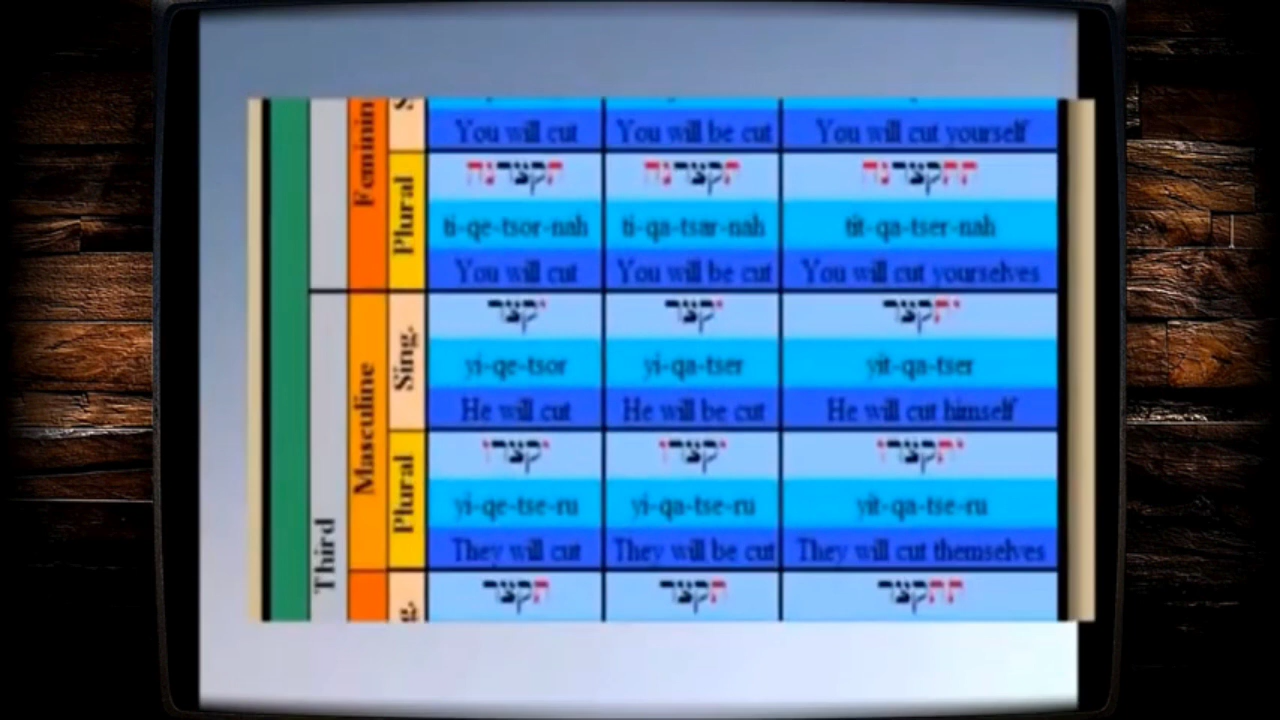 Feminin
You will cut You will be cut You will cut yourself
Plural
תקצרנה תקצרנה תתקצרנה
ti-qe-tsor-nah ti-qa-tsar-nah tit-qa-tser-nah
You will cut You will be cut You will cut yourselves
Third
Masculine
Sing.
יקצר יקצר יתקצר
yi-qe-tsor yi-qa-tser yit-qa-tser
He will cut He will be cut He will cut himself
Plural
יקצרו יקצרו יתקצרו
yi-qe-tse-ru yi-qa-tse-ru yit-qa-tse-ru
They will cut They will be cut They will cut themselves
תקצר תקצר תתקצר